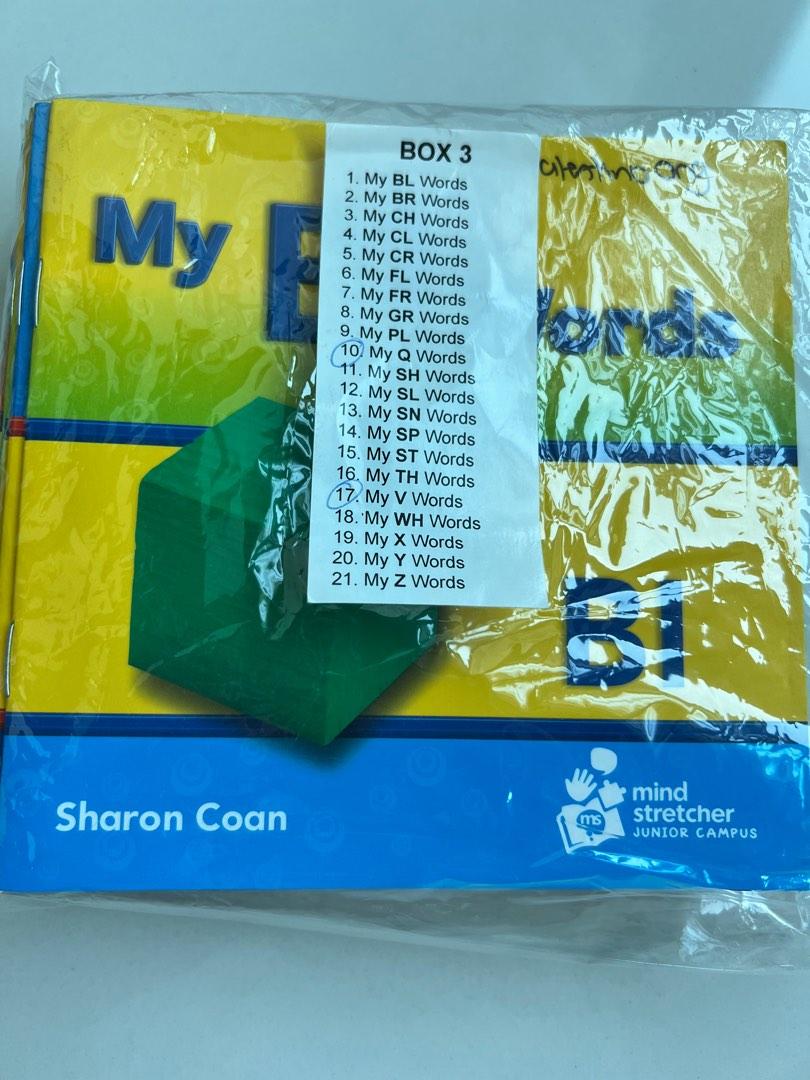 BOX 3
1. My BL Words
2. My BR Words
3. My CH Words
4. My CL Words
5. My CR Words
6. My FL Words
7. My FR Words
8. My GR Words
9. My PL Words
10. My Q Words
11. My SH Words
12. My SL Words
13. My SN Words
14. My SP Words
15. My ST Words
16. My TH Words
17. My V Words
18. My WH Words
19. My X Words
20. My Y Words
21. My Z Words
My
Bl
Sharon Coan
ms
mind
stretcher
JUNIOR CAMPUS